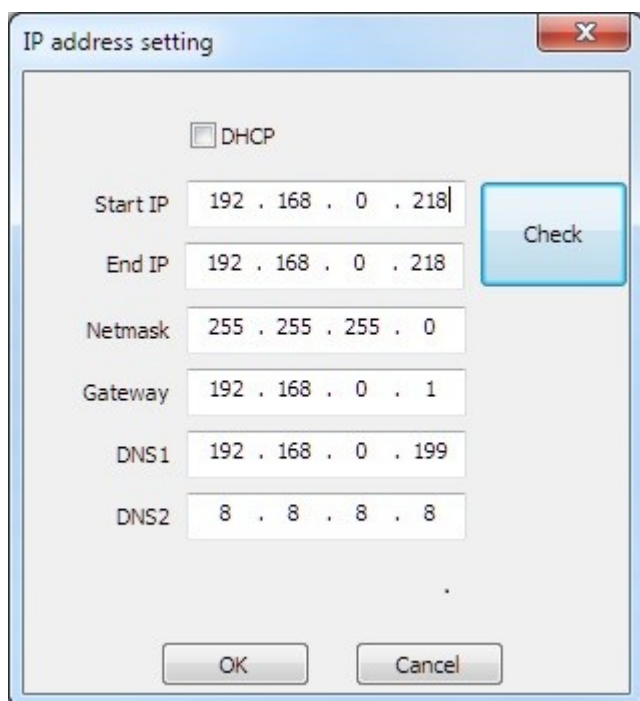 IP address setting
DHCP
Start IP 192 . 168 . 0 . 218
Check
End IP 192 . 168 . 0 . 218
Netmask 255 . 255 . 255 . 0
Gateway 192 . 168 . 0 . 1
DNS1 192 . 168 . 0 . 199
DNS2 8 . 8 . 8 . 8
.
OK Cancel